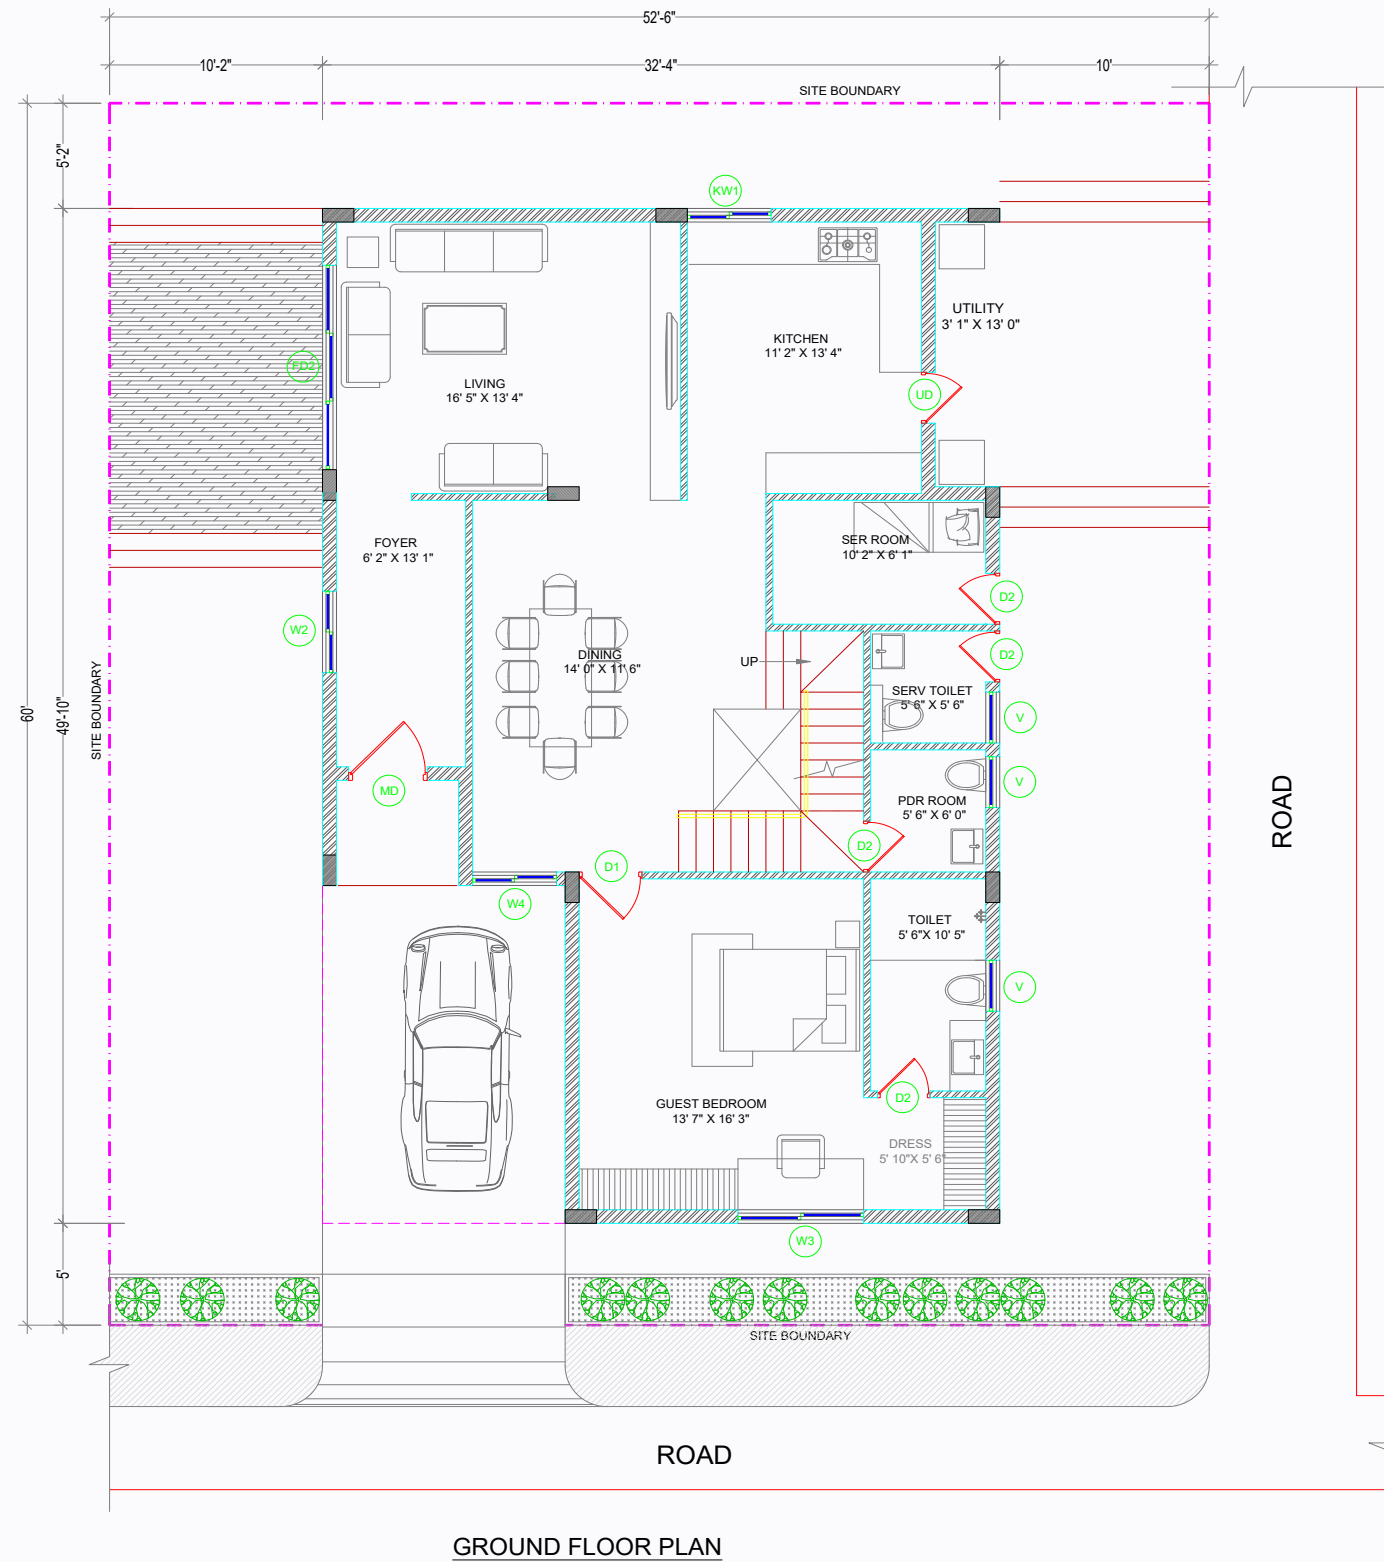 52'-6"
10'-2"
32'-4"
10'
SITE BOUNDARY
5'-2"
KW1
UTILITY
3' 1" X 13' 0"
KITCHEN
11' 2" X 13' 4"
FD2
LIVING
16' 5" X 13' 4"
UD
FOYER
6' 2" X 13' 1"
SER ROOM
10' 2" X 6' 1"
D2
W2
DINING
14' 0" X 11' 6"
UP
D2
SERV TOILET
5' 6" X 5' 6"
V
SITE BOUNDARY
60'
49'-10"
MD
V
PDR ROOM
5' 6" X 6' 0"
ROAD
D2
D1
W4
TOILET
5' 6"X 10' 5"
V
GUEST BEDROOM
13' 7" X 16' 3"
D2
DRESS
5' 10"X 5' 6"
W3
5'
SITE BOUNDARY
ROAD
GROUND FLOOR PLAN